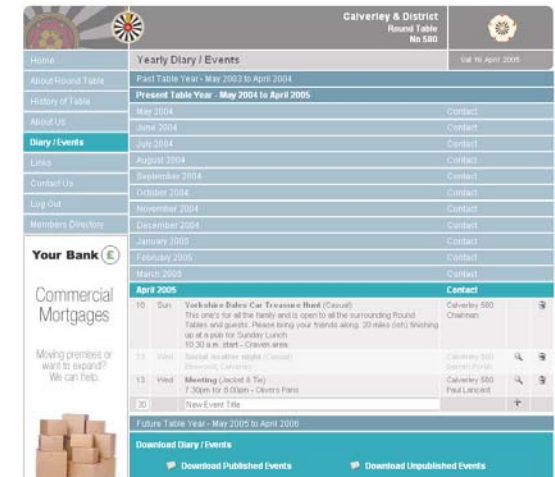 Calverley & District
Round Table
No 580
Home
Yearly Diary / Events
Sat 16 April 2005
About Round Table
Past Table Year - May 2003 to April 2004
History of Table
Present Table Year - May 2004 to April 2005
About Us
May 2004 Contact
June 2004 Contact
Diary / Events
July 2004 Contact
Links
August 2004 Contact
Contact Us
September 2004 Contact
October 2004 Contact
Log Out
November 2004 Contact
Members Directory
December 2004 Contact
January 2005 Contact
February 2005 Contact
March 2005 Contact
April 2005 Contact
Your Bank £
Commercial
Mortgages
Moving premises or
want to expand?
We can help.
10 Sun Yorkshire Dales Car Treasure Hunt (Casual) Calverley 580
This one's for all the family and is open to all the surrounding Round Chairman
Tables and guests. Please bring your friends along. 20 miles (ish) finishing
up at a pub for Sunday Lunch
10.30 a.m. start - Craven area
13 Wed Social night (Casual) Calverley 580
Calverley
13 Wed Meeting (Jacket & Tie) Calverley 580
7.30pm for 8.00pm - Olivers Paul
30 New Event Title
Future Table Year - May 2005 to April 2006
Download Diary / Events
Download Published Events Download Unpublished Events